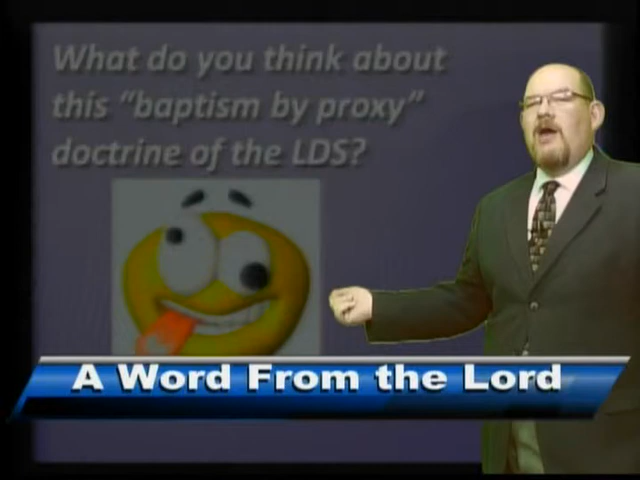 What do you think about
this “baptism by proxy”
doctrine of the LDS?
A Word From the Lord